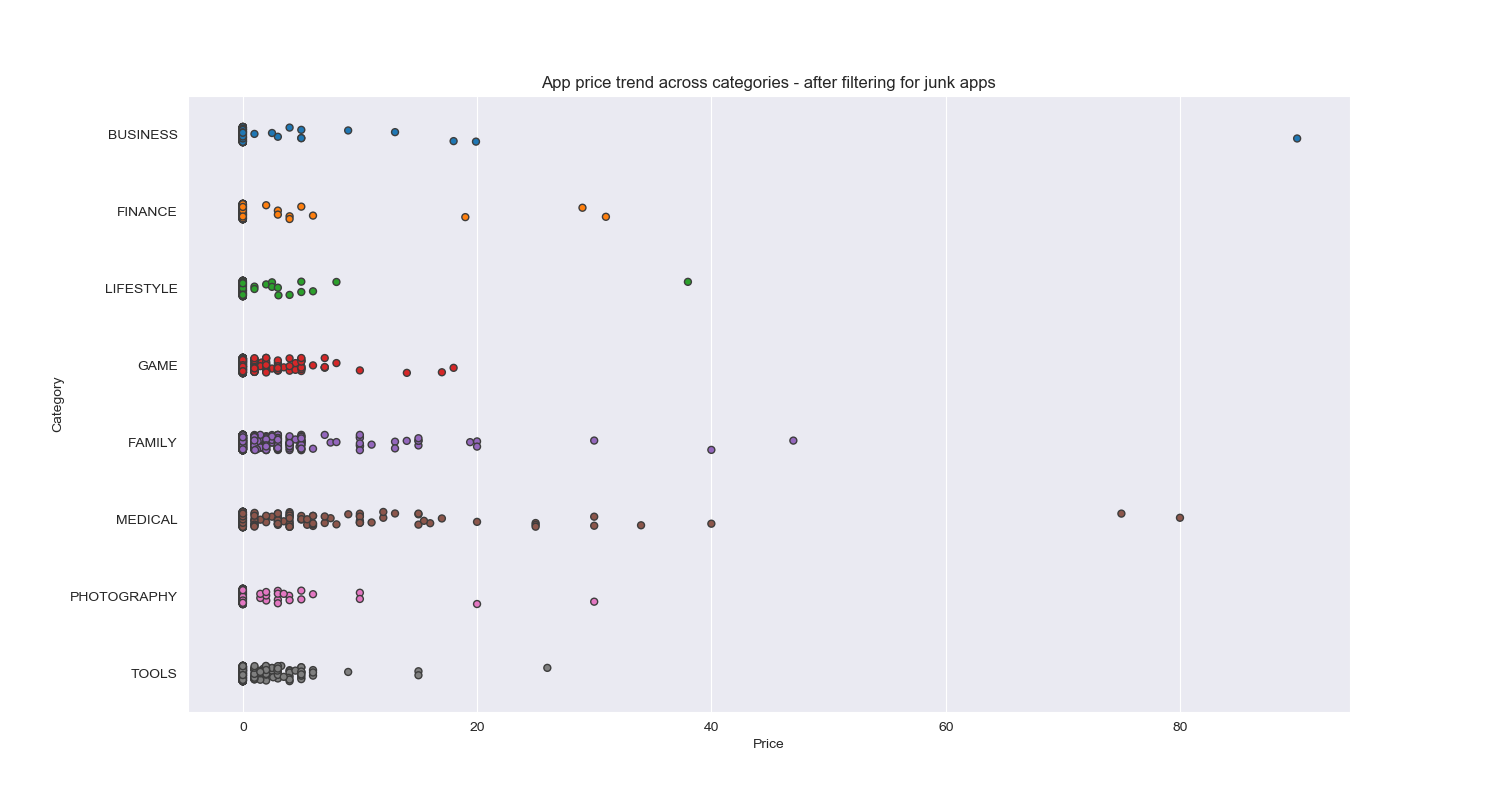 App price trend across categories - after filtering for junk apps
BUSINESS
FINANCE
LIFESTYLE
GAME
FAMILY
MEDICAL
PHOTOGRAPHY
TOOLS
Category
0 20 40 60 80
Price